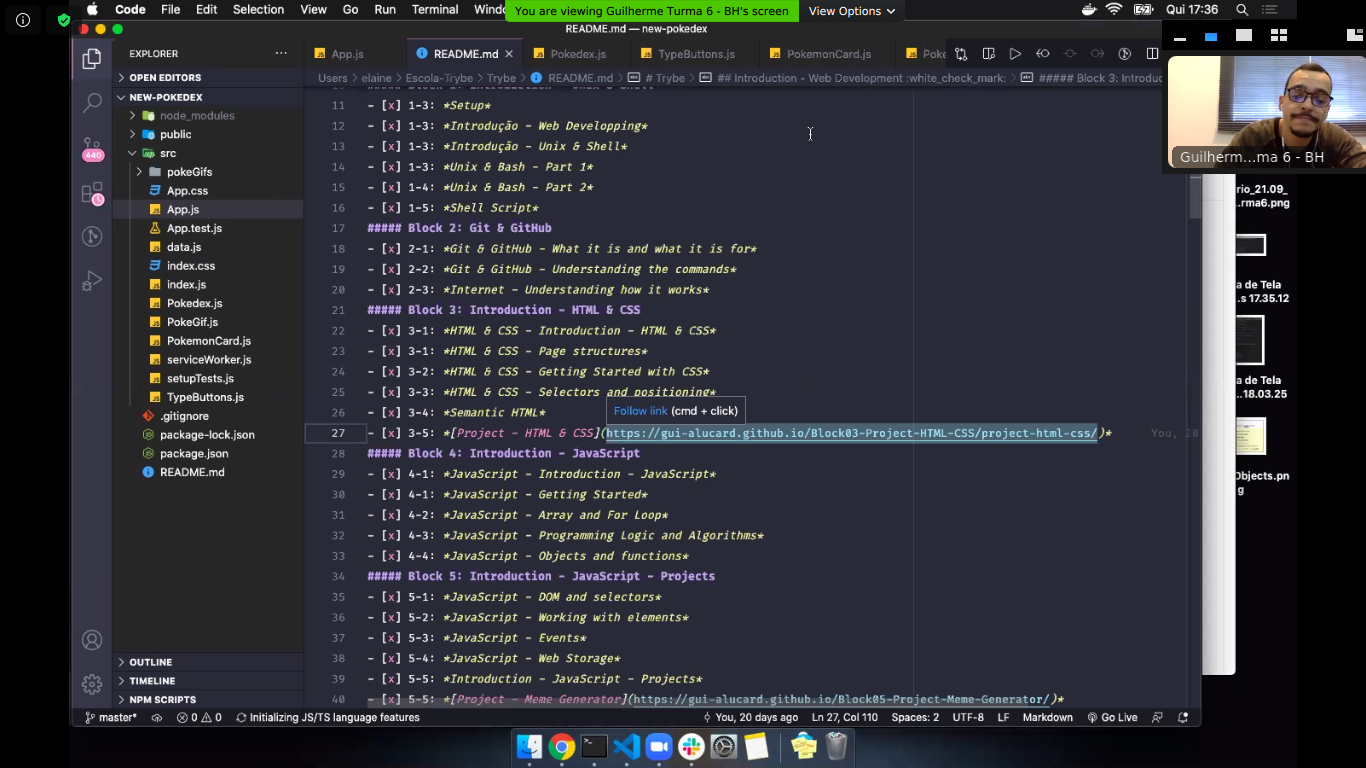 You are viewing Guilherme Turma 6 - BH's screen
View Options
Code File Edit Selection View Go Run Terminal
Qui 17:36
README.md — new-pokedex
EXPLORER
App.js
README.md
Pokedex.js
TypeButtons.js
PokemonCard.js
OPEN EDITORS
Users > elaine > Escola-Trybe > Trybe > README.md > # Trybe > ## Introduction - Web Development :white_check_mark: > ##### Block 3: Introduc
NEW-POKEDEX
node_modules
public
src
pokeGifs
App.css
App.js
App.test.js
data.js
index.css
index.js
Pokedex.js
PokeGif.js
PokemonCard.js
serviceWorker.js
setupTests.js
TypeButtons.js
.gitignore
package-lock.json
package.json
README.md
OUTLINE
TIMELINE
NPM SCRIPTS
440
11 - [x] 1-3: *Setup*
12 - [x] 1-3: *Introdução - Web Developping*
13 - [x] 1-3: *Introdução - Unix & Shell*
14 - [x] 1-3: *Unix & Bash - Part 1*
15 - [x] 1-4: *Unix & Bash - Part 2*
16 - [x] 1-5: *Shell Script*
17 ##### Block 2: Git & GitHub
18 - [x] 2-1: *Git & GitHub - What it is and what it is for*
19 - [x] 2-2: *Git & GitHub - Understanding the commands*
20 - [x] 2-3: *Internet - Understanding how it works*
21 ##### Block 3: Introduction - HTML & CSS
22 - [x] 3-1: *HTML & CSS - Introduction - HTML & CSS*
23 - [x] 3-1: *HTML & CSS - Page structures*
24 - [x] 3-2: *HTML & CSS - Getting Started with CSS*
25 - [x] 3-3: *HTML & CSS - Selectors and positioning*
26 - [x] 3-4: *Semantic HTML*
Follow link (cmd + click)
27 - [x] 3-5: *[Project - HTML & CSS](https://gui-alucard.github.io/Block03-Project-HTML-CSS/project-html-css/)* You, 20
28 ##### Block 4: Introduction - JavaScript
29 - [x] 4-1: *JavaScript - Introduction - JavaScript*
30 - [x] 4-1: *JavaScript - Getting Started*
31 - [x] 4-2: *JavaScript - Array and For Loop*
32 - [x] 4-3: *JavaScript - Programming Logic and Algorithms*
33 - [x] 4-4: *JavaScript - Objects and functions*
34 ##### Block 5: Introduction - JavaScript - Projects
35 - [x] 5-1: *JavaScript - DOM and selectors*
36 - [x] 5-2: *JavaScript - Working with elements*
37 - [x] 5-3: *JavaScript - Events*
38 - [x] 5-4: *JavaScript - Web Storage*
39 - [x] 5-5: *Introduction - JavaScript - Projects*
40 - [x] 5-5: *[Project - Meme Generator](https://gui-alucard.github.io/Block05-Project-Meme-Generator/)*
master* 0 0 Initializing JS/TS language features
You, 20 days ago Ln 27, Col 110 Spaces: 2 UTF-8 LF Markdown Go Live
Guilherm...ma 6 - BH
rio_21.09_
...rma6.png
a de Tela
.s 17.35.12
a de Tela
...18.03.25
Objects.pn
g